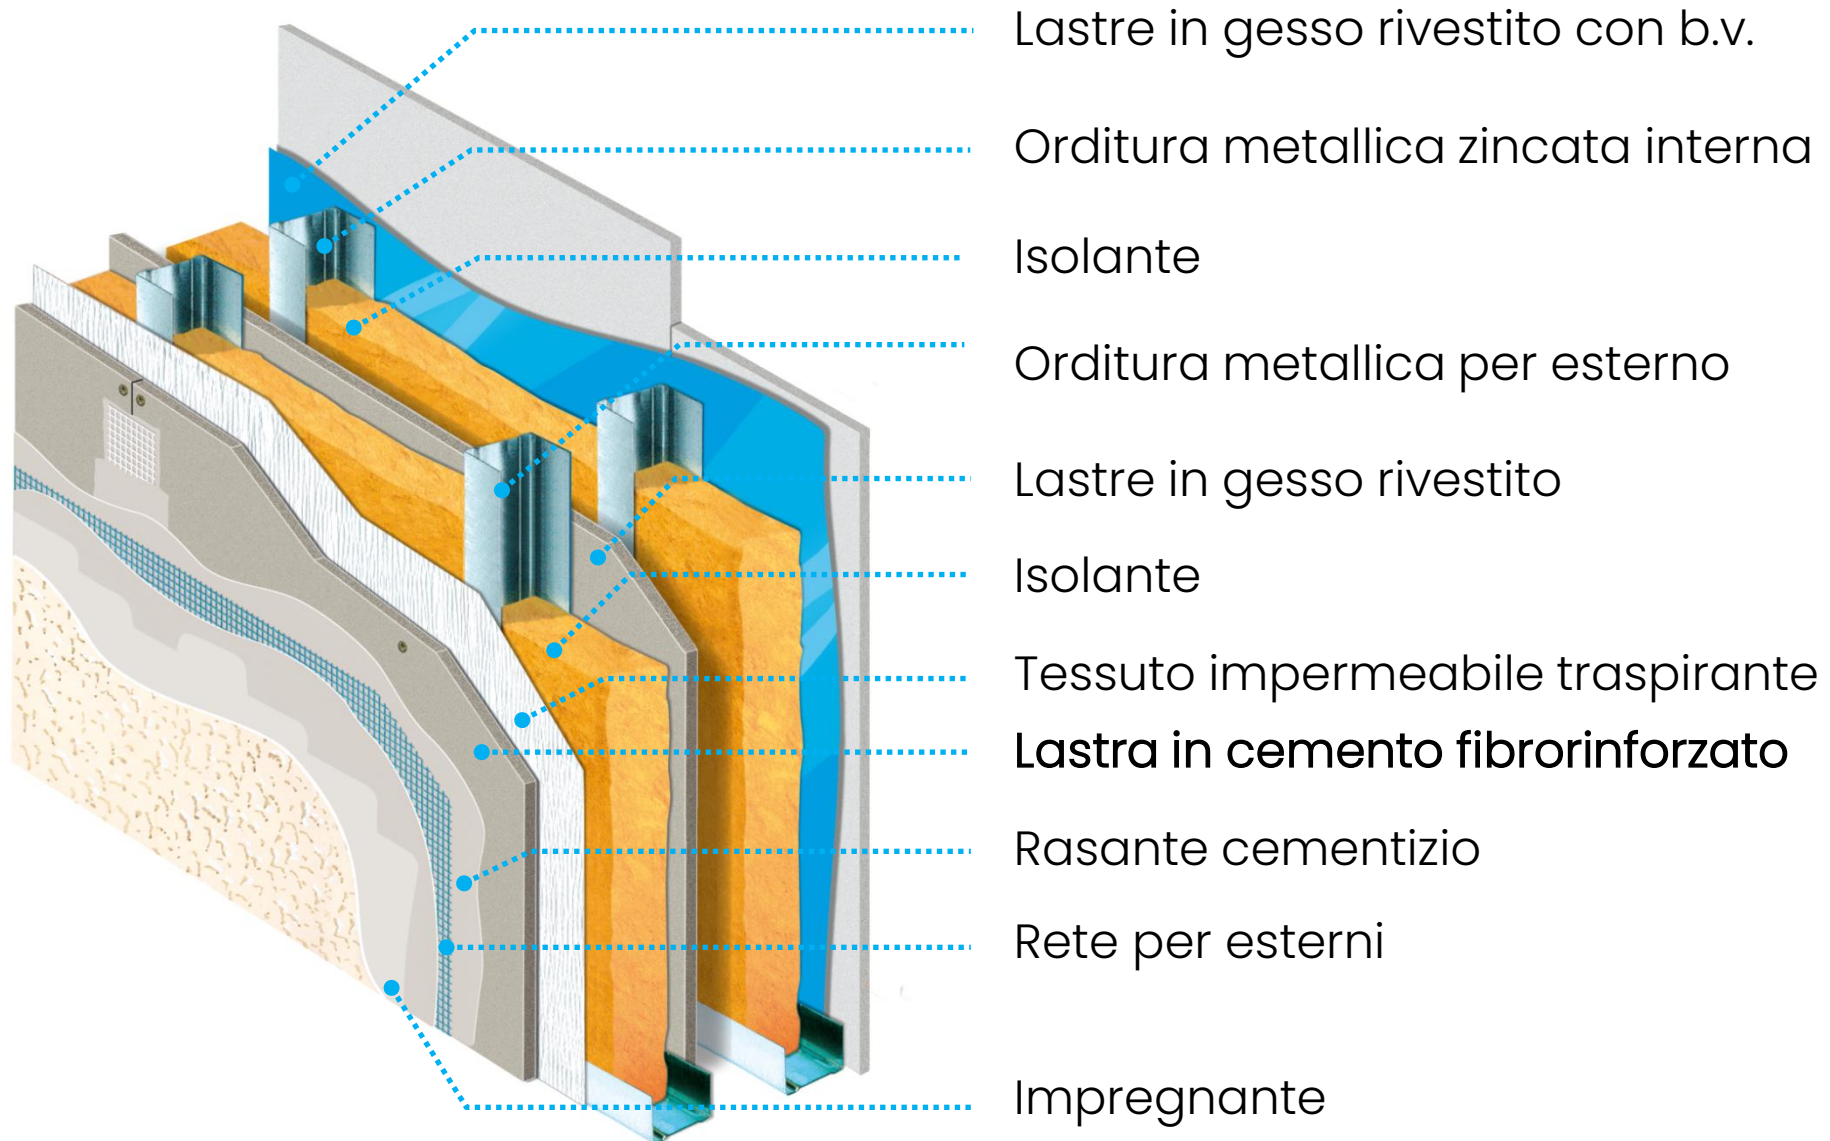 Lastre in gesso rivestito con b.v.
Orditura metallica zincata interna
Isolante
Orditura metallica per esterno
Lastre in gesso rivestito
Isolante
Tessuto impermeabile traspirante
Lastra in cemento fibrorinforzato
Rasante cementizio
Rete per esterni
Impregnante